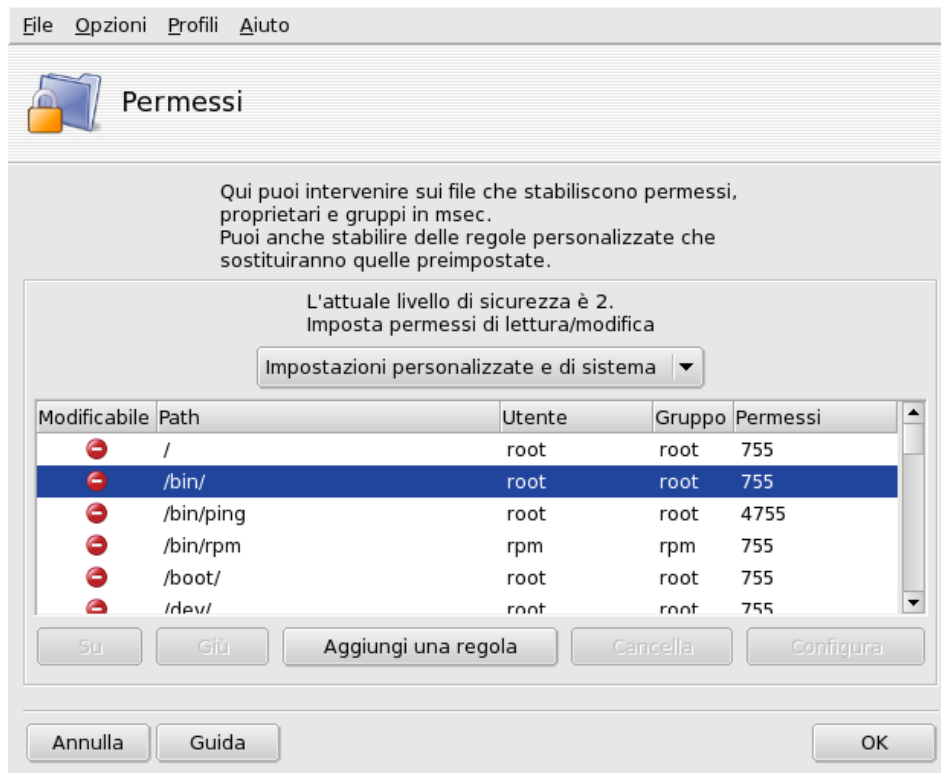 File Opzioni Profili Aiuto
Permessi
Qui puoi intervenire sui file che stabiliscono permessi,
proprietari e gruppi in msec.
Puoi anche stabilire delle regole personalizzate che
sostituiranno quelle preimpostate.
L'attuale livello di sicurezza è 2.
Imposta permessi di lettura/modifica
Impostazioni personalizzate e di sistema
Modificabile Path Utente Gruppo Permessi
/ root root 755
/bin/ root root 755
/bin/ping root root 4755
/bin/rpm rpm rpm 755
/boot/ root root 755
/dev/ root root 755
Su Giù Aggiungi una regola Cancella Configura
Annulla Guida OK